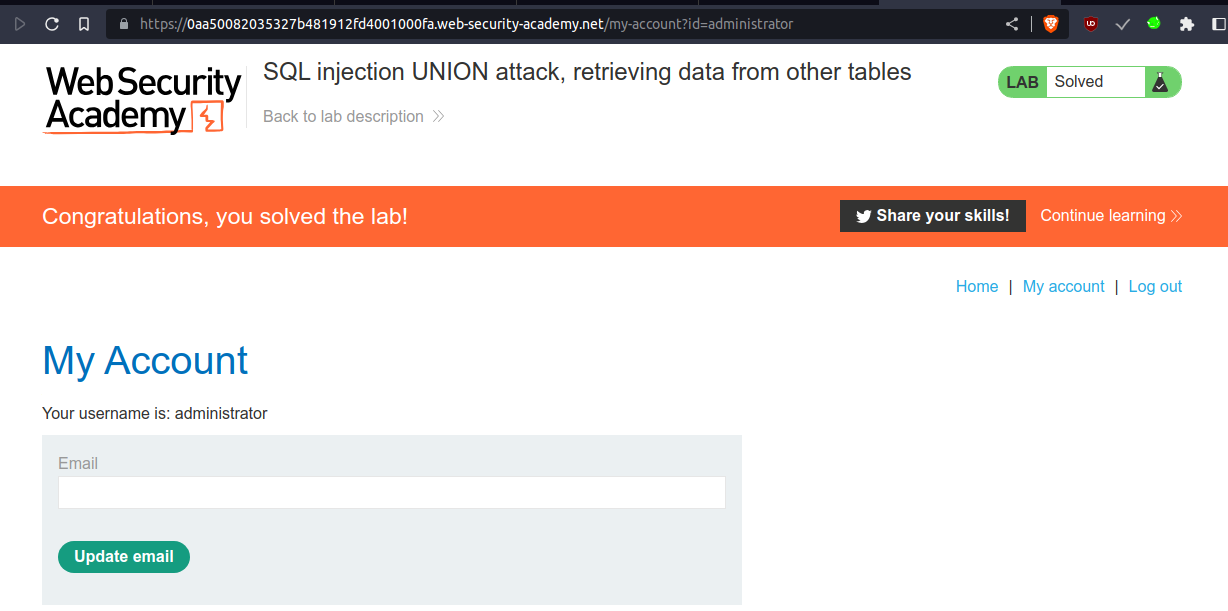 https://0aa50082035327b481912fd4001000fa.web-security-academy.net/my-account?id=administrator
UO
WebSecurity
Academy
SQL injection UNION attack, retrieving data from other tables
Back to lab description
LAB Solved
Congratulations, you solved the lab!
Share your skills! Continue learning
Home | My account | Log out
My Account
Your username is: administrator
Email
Update email